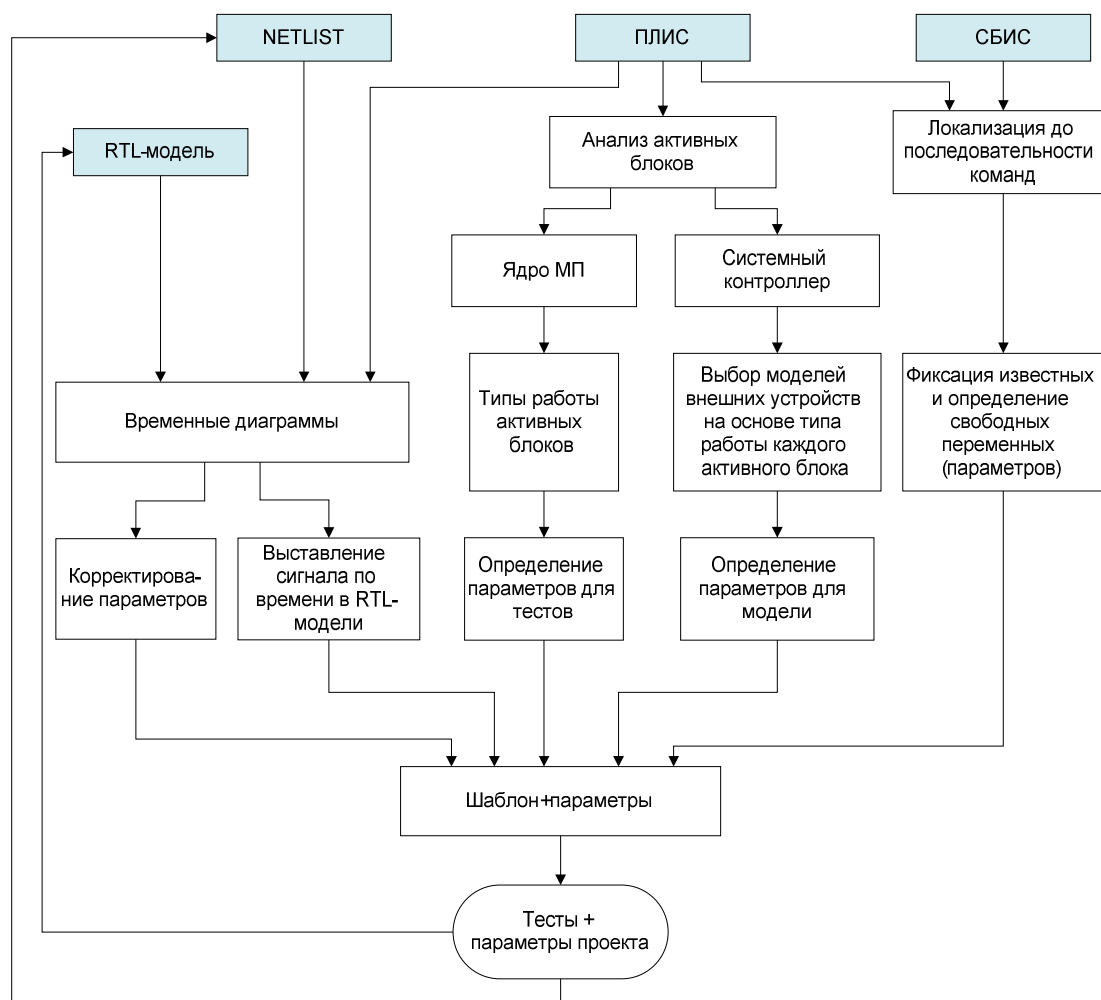 NETLIST
ПЛИС
СБИС
RTL-модель
Анализ активных
блоков
Локализация до
последовательности
команд
Ядро МП
Системный
контроллер
Временные диаграммы
Типы работы
активных
блоков
Выбор моделей
внешних устройств
на основе типа
работы каждого
активного блока
Фиксация известных
и определение
свободных
переменных
(параметров)
Корректирова-
ние параметров
Выставление
сигнала по
времени в RTL-
модели
Определение
параметров для
тестов
Определение
параметров для
модели
Шаблон+параметры
Тесты +
параметры проекта